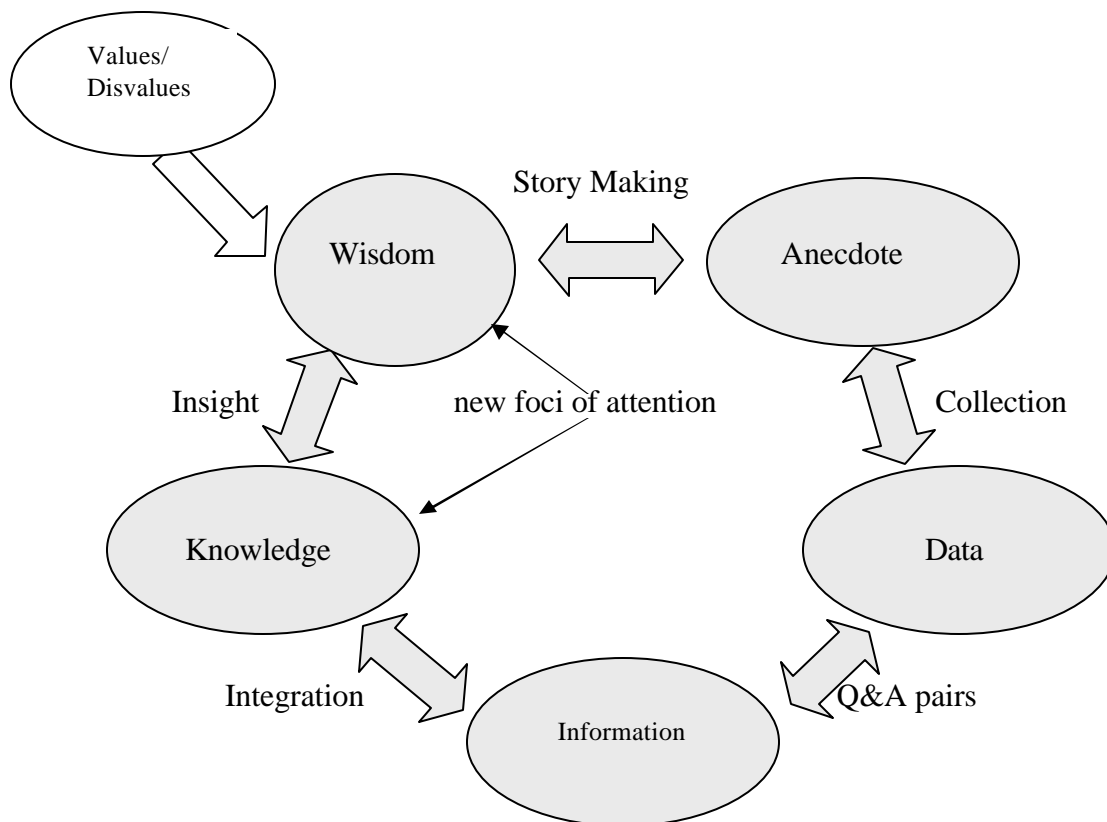 Values/
Disvalues
Story Making
Wisdom
Anecdote
Insight
new foci of attention
Collection
Knowledge
Data
Integration
Q&A pairs
Information